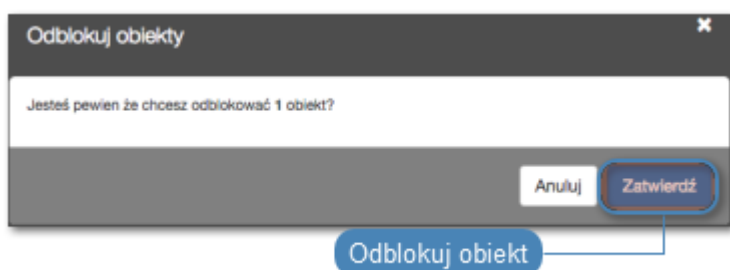 Odblokuj obiekty
Jesteś pewien że chcesz odblokować 1 obiekt?
Anuluj Zatwierdź
Odblokuj obiekt